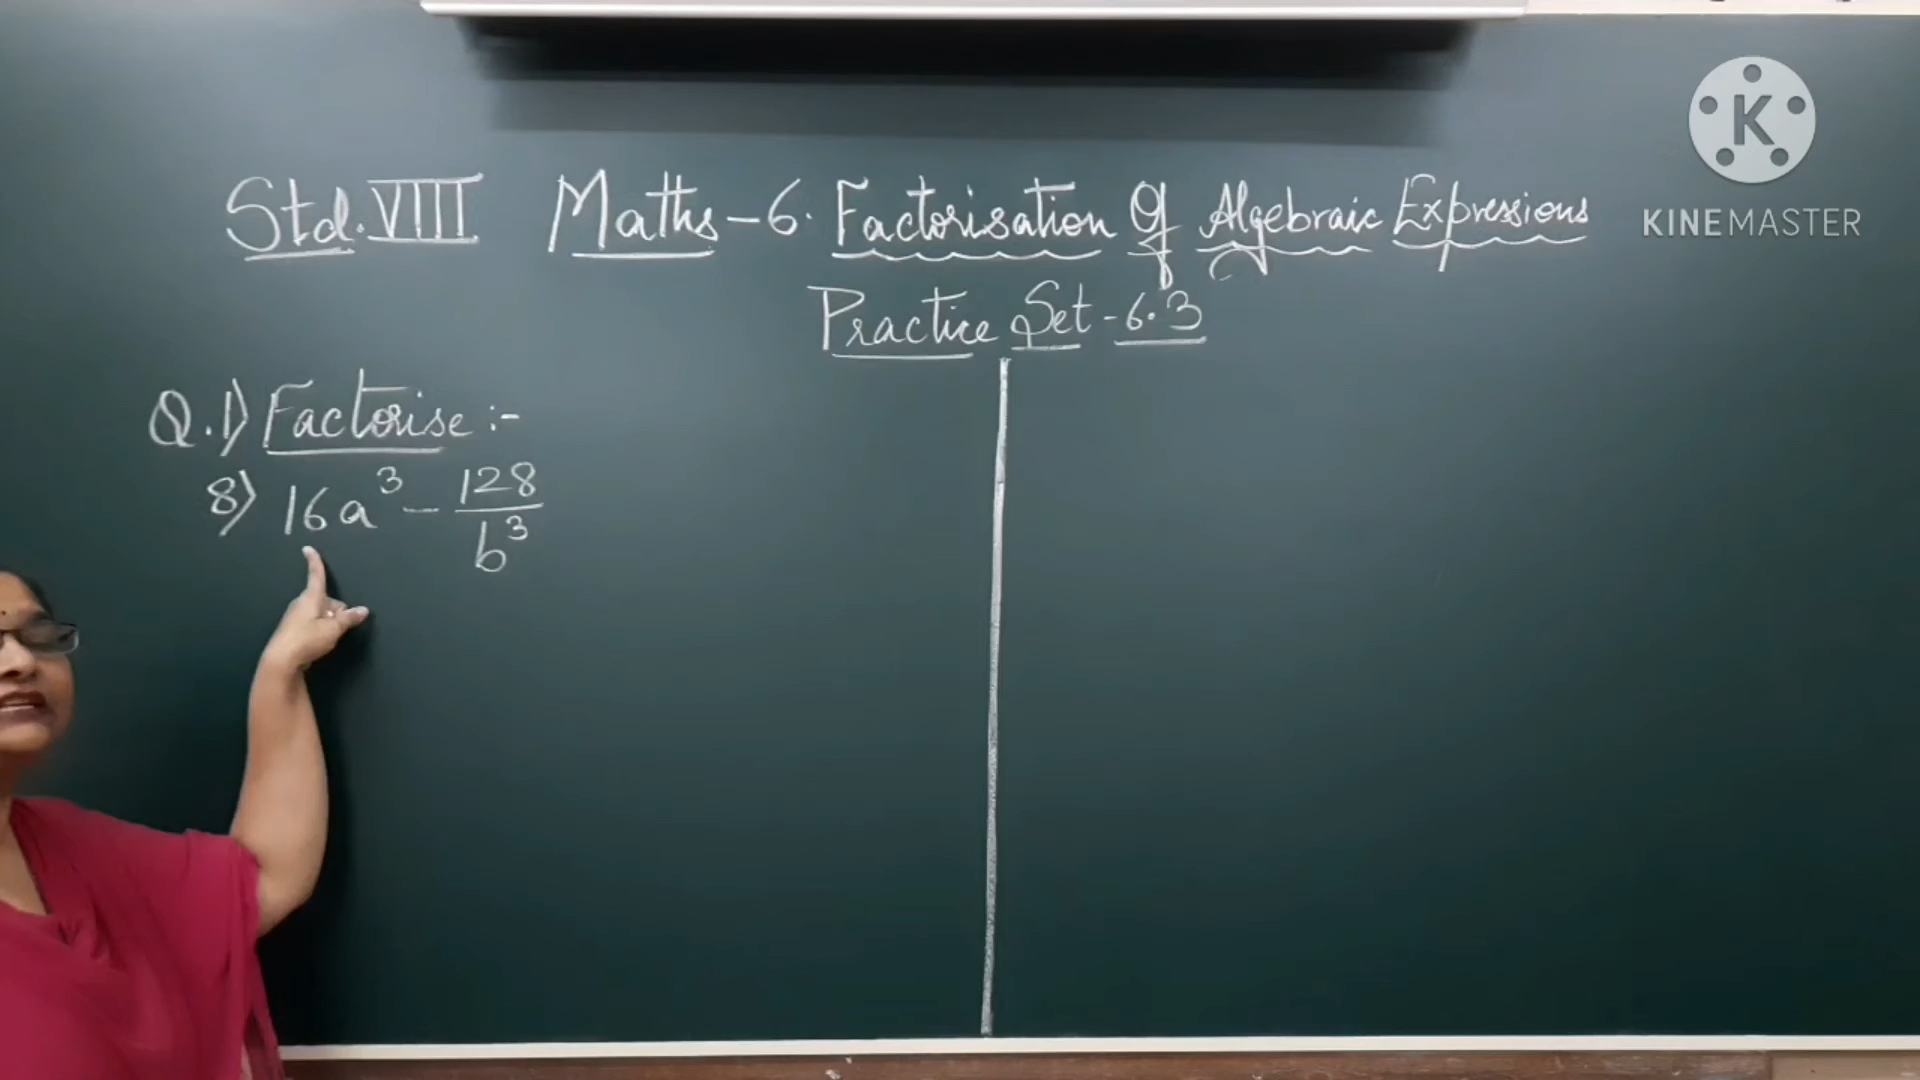 Std. VIII Maths - 6. Factorisation Of Algebraic Expressions
Practice Set - 6.3
Q.1) Factorise :-
8) 16a³ - 128/b³
K
KINEMASTER